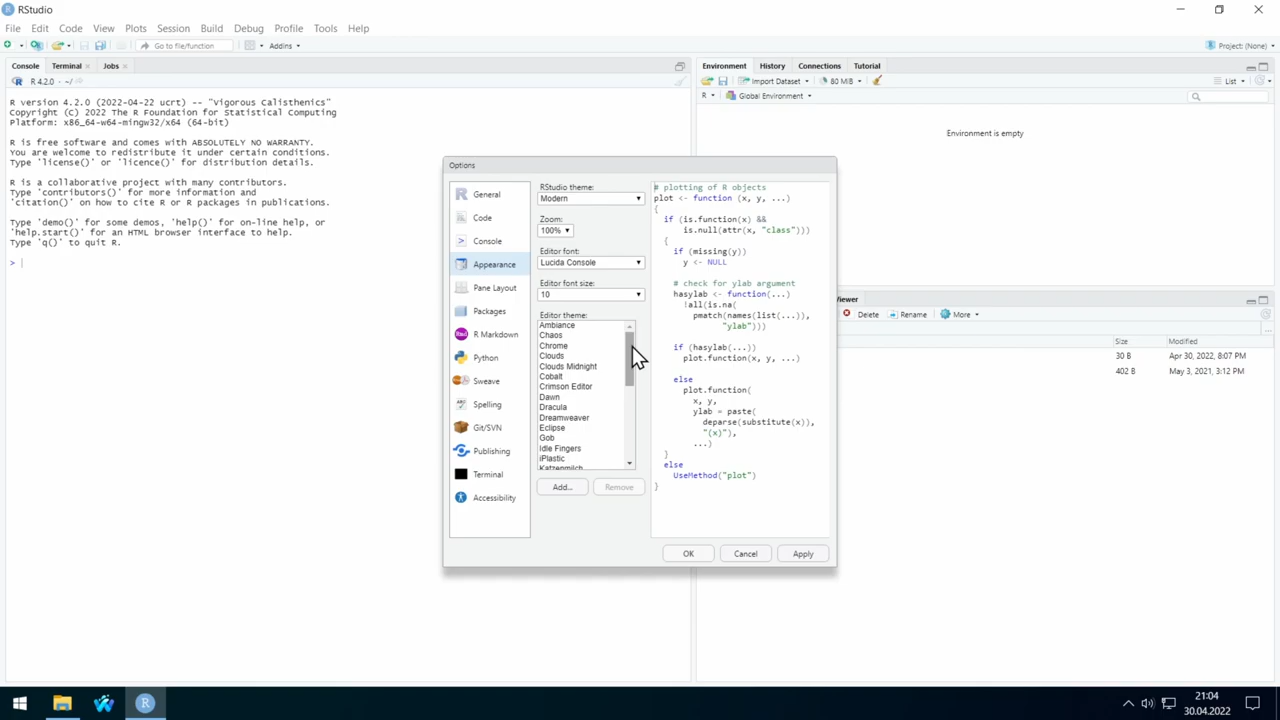 RStudio
File Edit Code View Plots Session Build Debug Profile Tools Help
Go to file/function Addins Project: (None)
Console Terminal Jobs
R 4.2.0 · ~/
R version 4.2.0 (2022-04-22 ucrt) -- "Vigorous Calisthenics"
Copyright (C) 2022 The R Foundation for Statistical Computing
Platform: x86_64-w64-mingw32/x64 (64-bit)
R is free software and comes with ABSOLUTELY NO WARRANTY.
You are welcome to redistribute it under certain conditions.
Type 'license()' or 'licence()' for distribution details.
R is a collaborative project with many contributors.
Type 'contributors()' for more information and
'citation()' on how to cite R or R packages in publications.
Type 'demo()' for some demos, 'help()' for on-line help, or
'help.start()' for an HTML browser interface to help.
Type 'q()' to quit R.
>
Environment History Connections Tutorial
Import Dataset 80 MiB List
R Global Environment
Environment is empty
Options
General
Code
Console
Appearance
Pane Layout
Packages
R Markdown
Python
Sweave
Spelling
Git/SVN
Publishing
Terminal
Accessibility
RStudio theme:
Modern
Zoom:
100%
Editor font:
Lucida Console
Editor font size:
10
Editor theme:
Ambiance
Chaos
Chrome
Clouds
Clouds Midnight
Cobalt
Crimson Editor
Dawn
Dracula
Dreamweaver
Eclipse
Gob
Idle Fingers
iPlastic
Katzenmilch
Add... Remove
# plotting of R objects
plot <- function (x, y, ...)
{
if (is.function(x) &&
is.null(attr(x, "class")))
{
if (missing(y))
y <- NULL
# check for ylab argument
hasylab <- function(...)
!all(is.na(
pmatch(names(list(...)),
"ylab")))
if (hasylab(...))
plot.function(x, y, ...)
else
plot.function(
x, y,
ylab = paste(
deparse(substitute(x)),
"(x)"),
...)
}
else
UseMethod("plot")
}
OK Cancel Apply
Viewer
Delete Rename More
Size Modified
30 B Apr 30, 2022, 8:07 PM
402 B May 3, 2021, 3:12 PM
21:04
30.04.2022